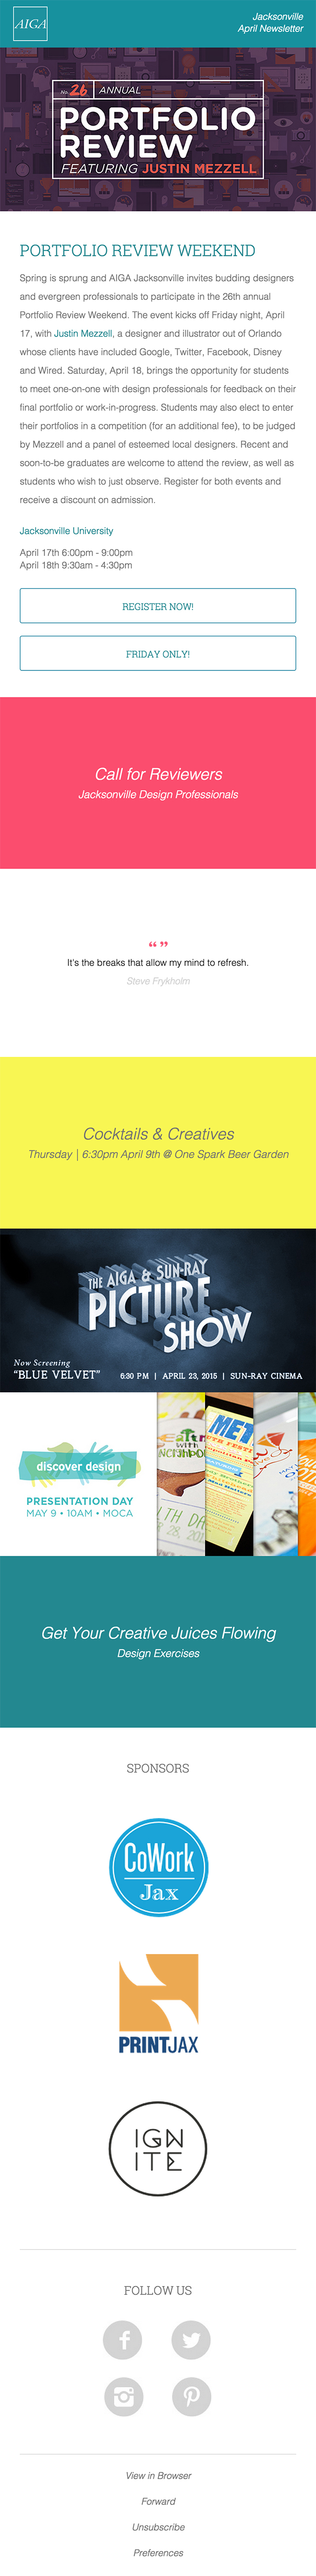 AIGA
Jacksonville
April Newsletter
No. 26 ANNUAL
PORTFOLIO
REVIEW
FEATURING JUSTIN MEZZELL
PORTFOLIO REVIEW WEEKEND
Spring is sprung and AIGA Jacksonville invites budding designers
and evergreen professionals to participate in the 26th annual
Portfolio Review Weekend. The event kicks off Friday night, April
17, with Justin Mezzell, a designer and illustrator out of Orlando
whose clients have included Google, Twitter, Facebook, Disney
and Wired. Saturday, April 18, brings the opportunity for students
to meet one-on-one with design professionals for feedback on their
final portfolio or work-in-progress. Students may also elect to enter
their portfolios in a competition (for an additional fee), to be judged
by Mezzell and a panel of esteemed local designers. Recent and
soon-to-be graduates are welcome to attend the review, as well as
students who wish to just observe. Register for both events and
receive a discount on admission.
Jacksonville University
April 17th 6:00pm - 9:00pm
April 18th 9:30am - 4:30pm
REGISTER NOW!
FRIDAY ONLY!
Call for Reviewers
Jacksonville Design Professionals
“ ”
It's the breaks that allow my mind to refresh.
Steve Frykholm
Cocktails & Creatives
Thursday | 6:30pm April 9th @ One Spark Beer Garden
THE AIGA & SUN-RAY
PICTURE
SHOW
Now Screening
"BLUE VELVET"
6:30 PM | APRIL 23, 2015 | SUN-RAY CINEMA
discover design
PRESENTATION DAY
MAY 9 • 10AM • MOCA
MET
Get Your Creative Juices Flowing
Design Exercises
SPONSORS
CoWork
Jax
PRINTJAX
IGN
ITE
FOLLOW US
View in Browser
Forward
Unsubscribe
Preferences